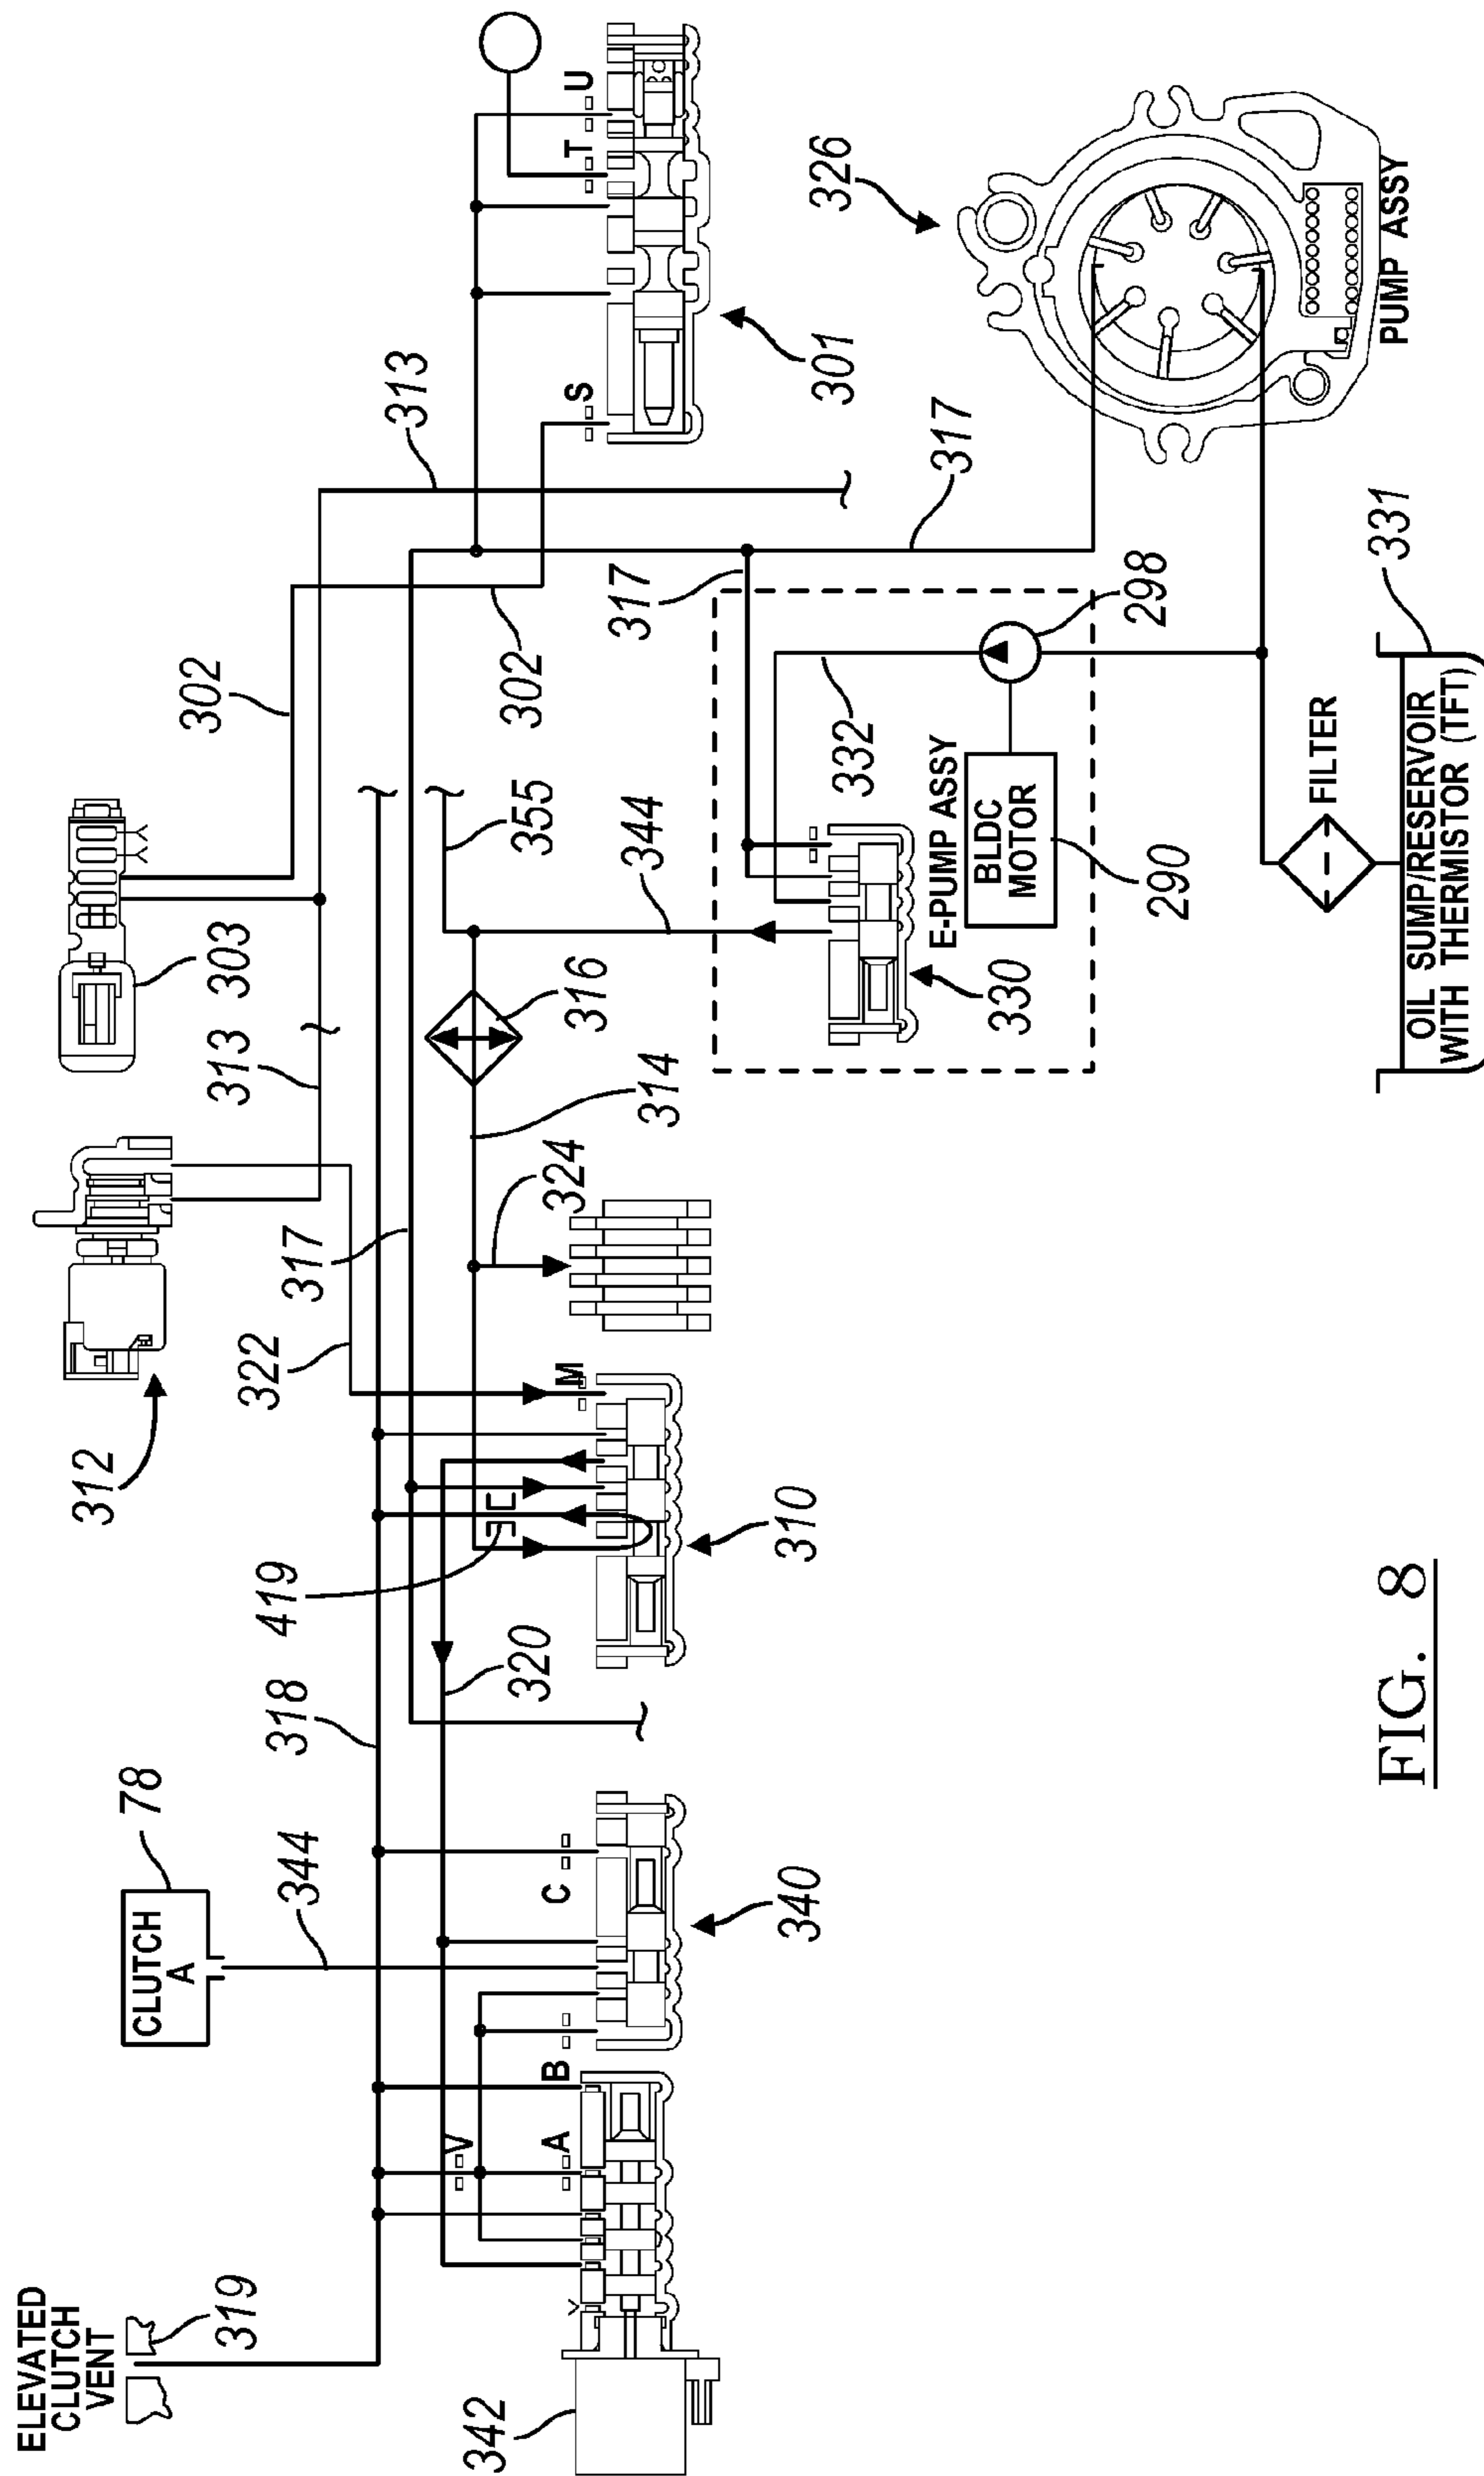 ELEVATED
CLUTCH
VENT
319
342
CLUTCH
A
78
344
318
V
A
B
C
340
320
419
312
322
317
M
310
324
314
316
313
303
302
355
344
302
313
S
T
U
301
317
317
332
330
E-PUMP ASSY
BLDC
MOTOR
290
298
326
PUMP ASSY
FILTER
331
OIL SUMP/RESERVOIR
WITH THERMISTOR (TFT)
FIG. 8